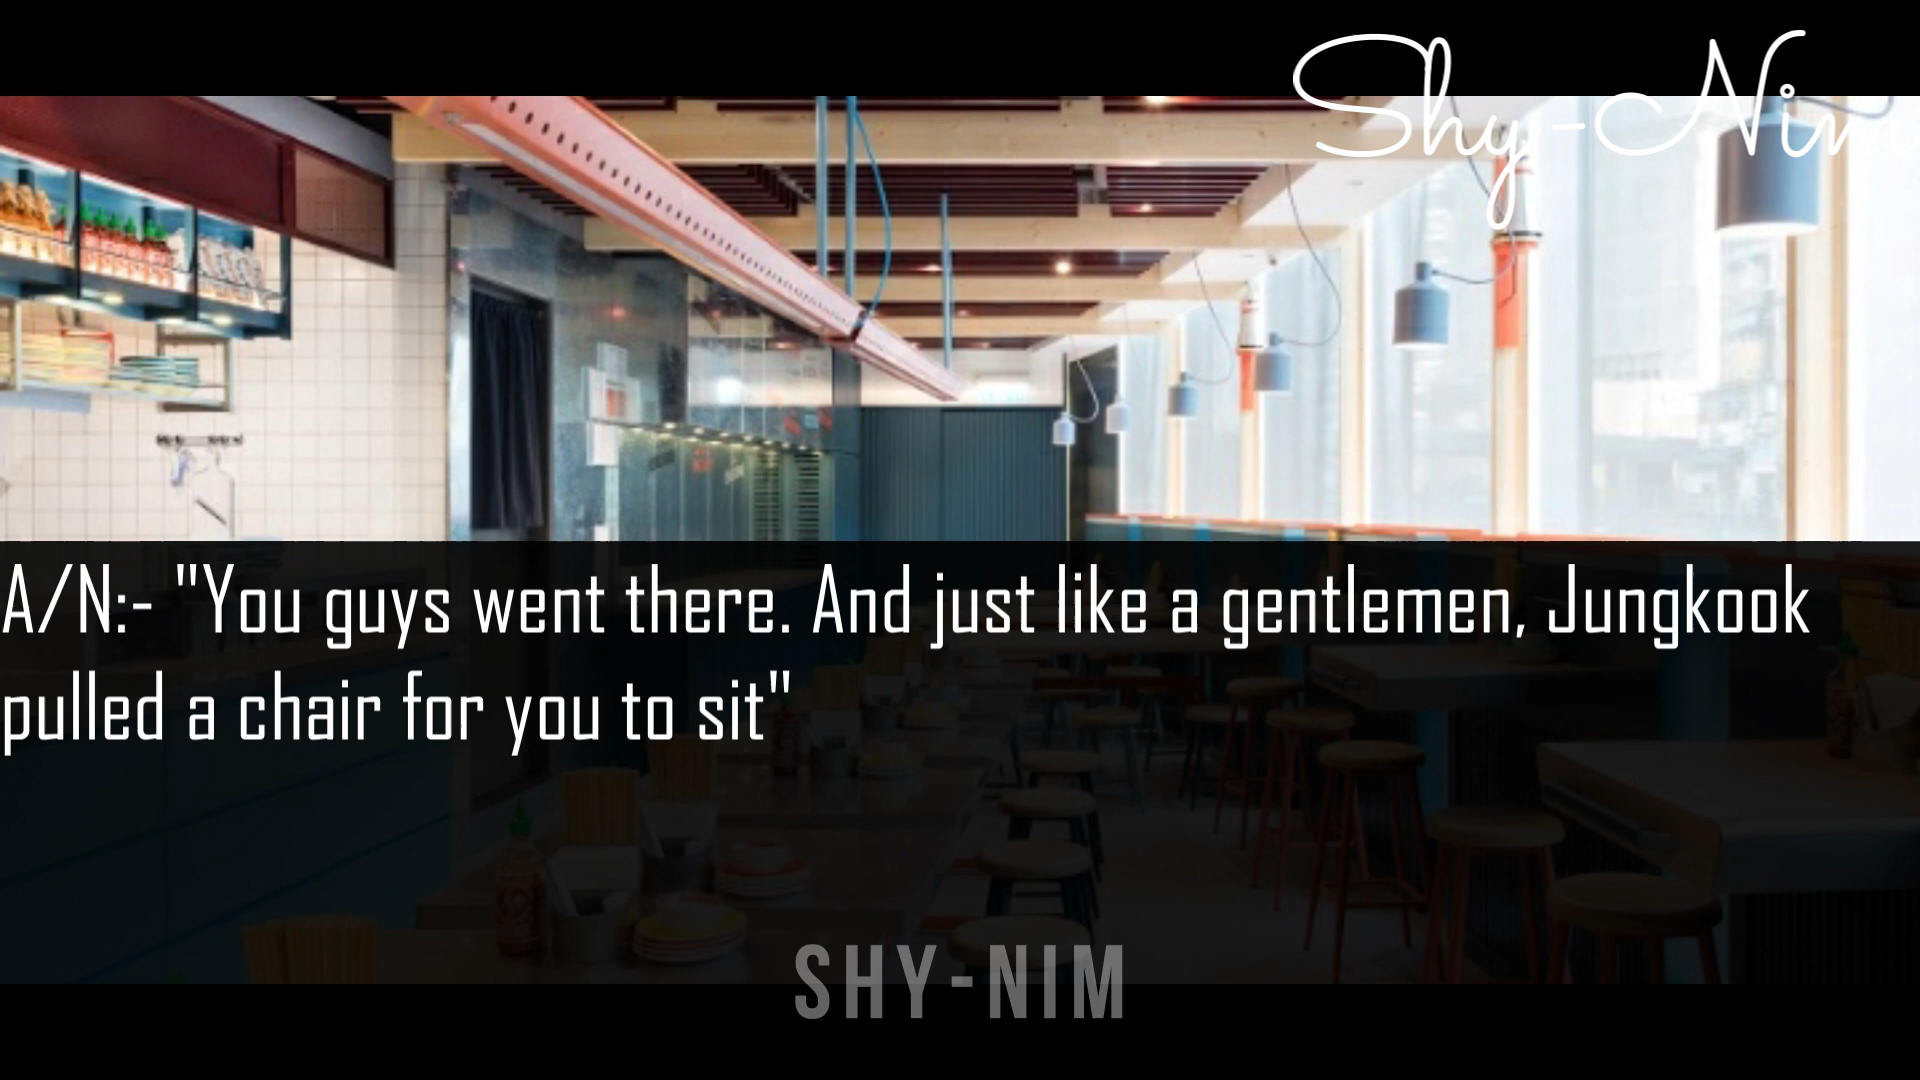 Shy-Nim
A/N:- "You guys went there. And just like a gentlemen, Jungkook
pulled a chair for you to sit"
SHY-NIM